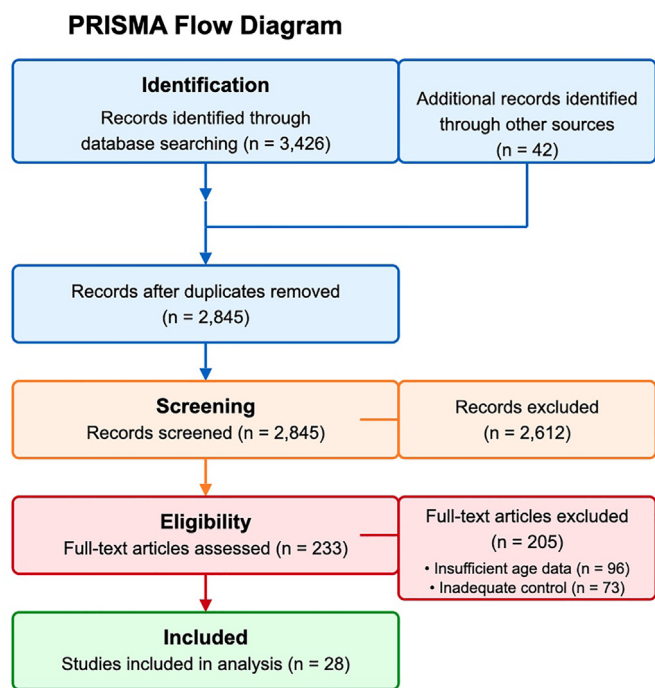 PRISMA Flow Diagram
Identification
Records identified through
database searching (n = 3,426)
Additional records identified
through other sources
(n = 42)
Records after duplicates removed
(n = 2,845)
Screening
Records screened (n = 2,845)
Records excluded
(n = 2,612)
Eligibility
Full-text articles assessed (n = 233)
Full-text articles excluded
(n = 205)
• Insufficient age data (n = 96)
• Inadequate control (n = 73)
Included
Studies included in analysis (n = 28)